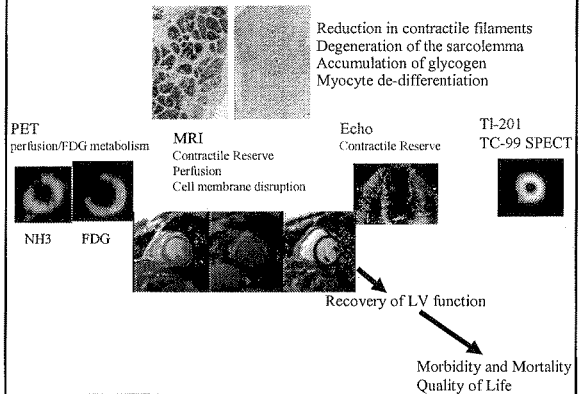 Reduction in contractile filaments
Degeneration of the sarcolemma
Accumulation of glycogen
Myocyte de-differentiation
PET
perfusion/FDG metabolism
NH3 FDG
MRI
Contractile Reserve
Perfusion
Cell membrane disruption
Echo
Contractile Reserve
Tl-201
TC-99 SPECT
Recovery of LV function
Morbidity and Mortality
Quality of Life